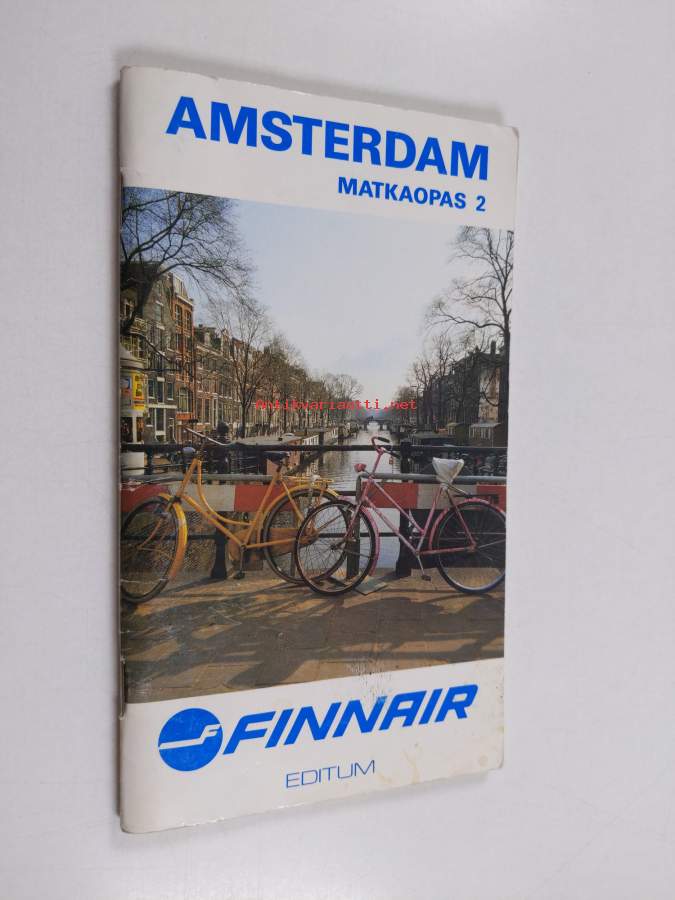 AMSTERDAM
MATKAOPAS 2
Antikvariaatti.net
FINNAIR
EDITUM